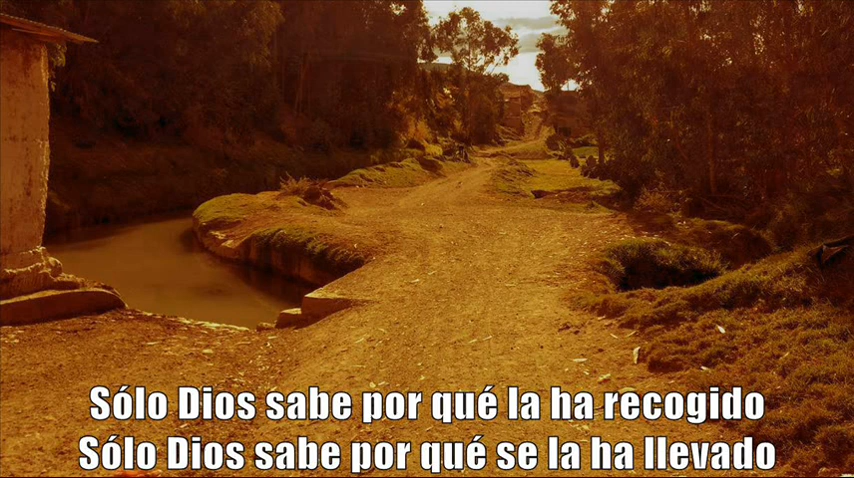 Sólo Dios sabe por qué la ha recogido
Sólo Dios sabe por qué se la ha llevado